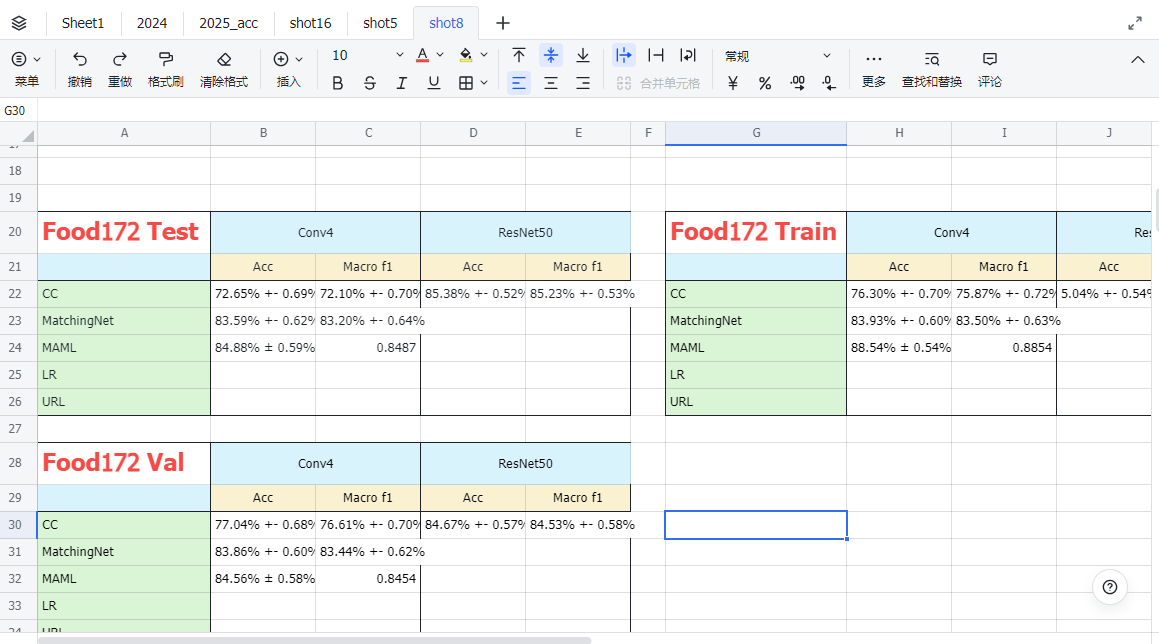 Sheet1 2024 2025_acc shot16 shot5 shot8
10 常规
菜单 撤销 重做 格式刷 清除格式 插入 B S I U A 合并单元格 ¥ % .00 .0 更多 查找和替换 评论
G30
A B C D E F G H I J
18
19
20 Food172 Test Conv4 ResNet50 Food172 Train Conv4 Res
21 Acc Macro f1 Acc Macro f1 Acc Macro f1 Acc
22 CC 72.65% +- 0.69% 72.10% +- 0.70% 85.38% +- 0.52% 85.23% +- 0.53% CC 76.30% +- 0.70% 75.87% +- 0.72% 5.04% +- 0.54%
23 MatchingNet 83.59% +- 0.62% 83.20% +- 0.64% MatchingNet 83.93% +- 0.60% 83.50% +- 0.63%
24 MAML 84.88% ± 0.59% 0.8487 MAML 88.54% ± 0.54% 0.8854
25 LR LR
26 URL URL
27
28 Food172 Val Conv4 ResNet50
29 Acc Macro f1 Acc Macro f1
30 CC 77.04% +- 0.68% 76.61% +- 0.70% 84.67% +- 0.57% 84.53% +- 0.58%
31 MatchingNet 83.86% +- 0.60% 83.44% +- 0.62%
32 MAML 84.56% ± 0.58% 0.8454
33 LR
34 URL